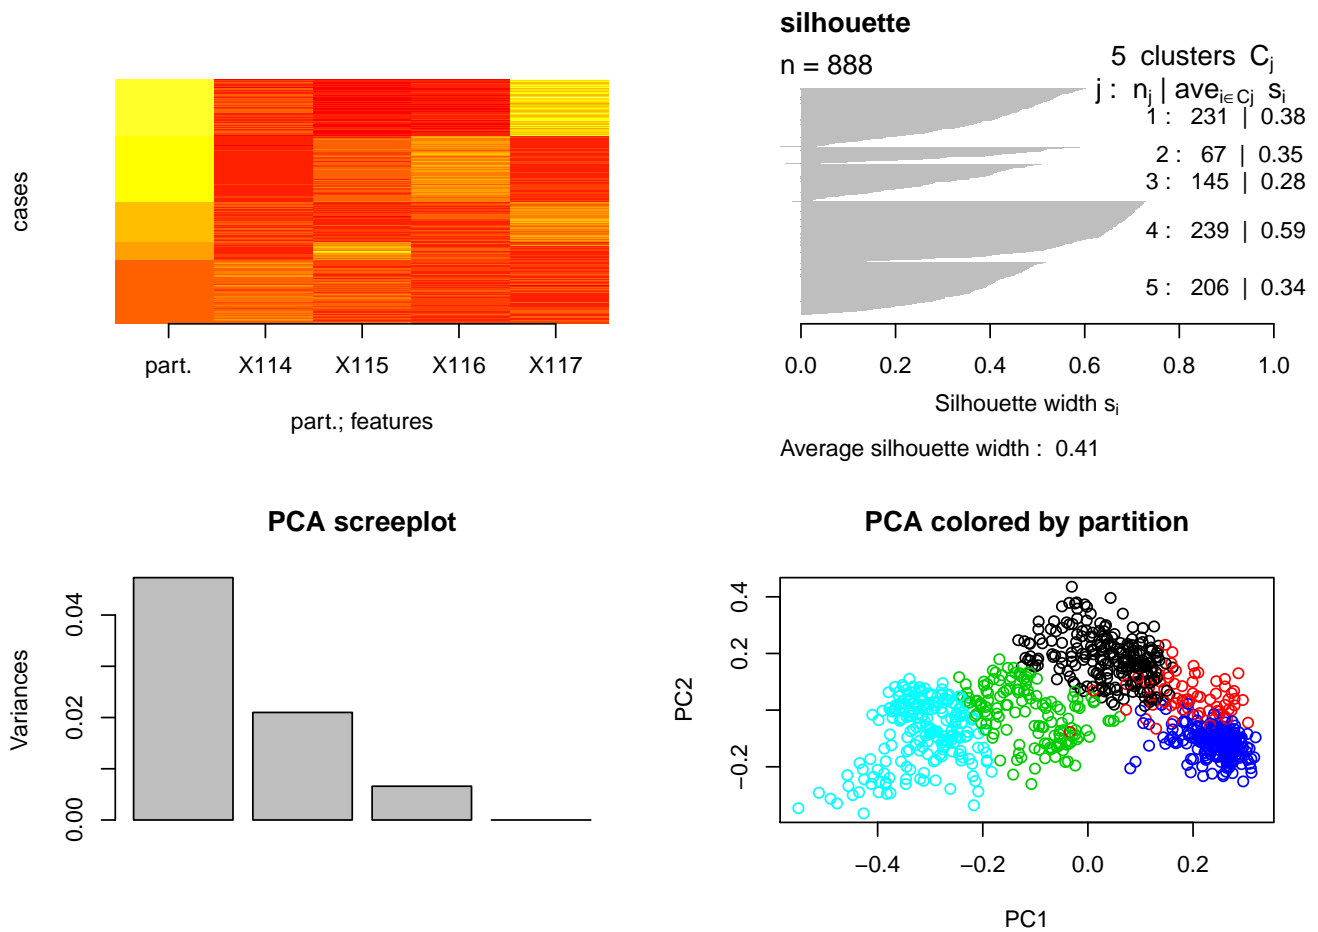 cases
part. X114 X115 X116 X117
part.; features
silhouette
n = 888
5 clusters Cj
j : nj | avei∈Cj si
1 : 231 | 0.38
2 : 67 | 0.35
3 : 145 | 0.28
4 : 239 | 0.59
5 : 206 | 0.34
0.0 0.2 0.4 0.6 0.8 1.0
Silhouette width si
Average silhouette width : 0.41
PCA screeplot
Variances
0.00 0.02 0.04
PCA colored by partition
PC2
−0.2 0.2 0.4
−0.4 −0.2 0.0 0.2
PC1